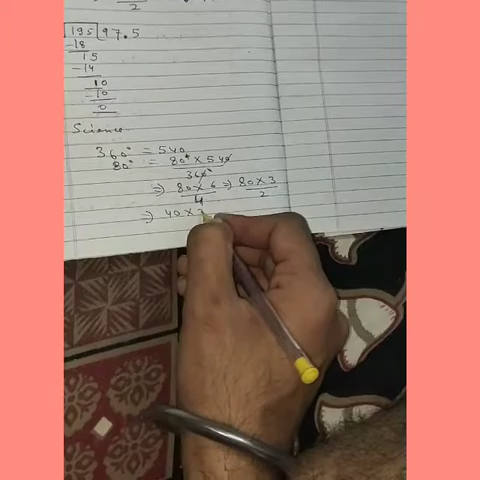 2
195 97.5
-18
15
-14
10
-10
0
Science
360° = 540
80° = 80° × 540
360°
=> 80 × 6 => 80 × 3
4 2
=> 40 ×